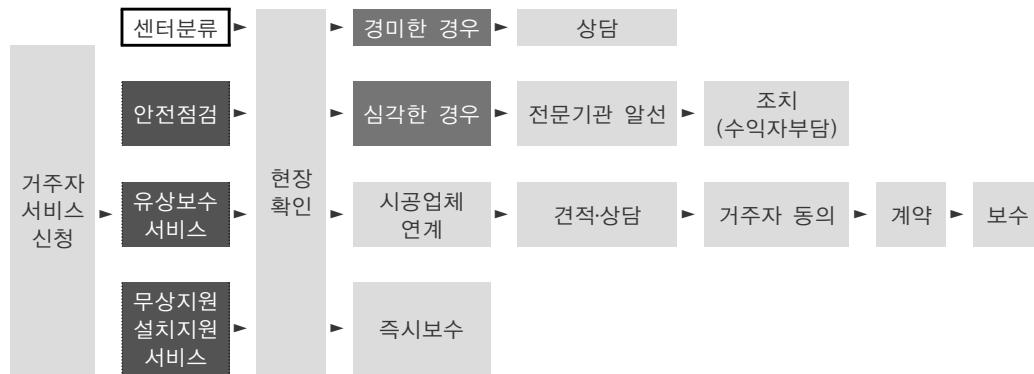 거주자
서비스
신청
센터분류
안전점검
유상보수
서비스
무상지원
설치지원
서비스
현장
확인
경미한 경우
상담
심각한 경우
전문기관 알선
조치
(수익자부담)
시공업체
연계
견적·상담
거주자 동의
계약
보수
즉시보수